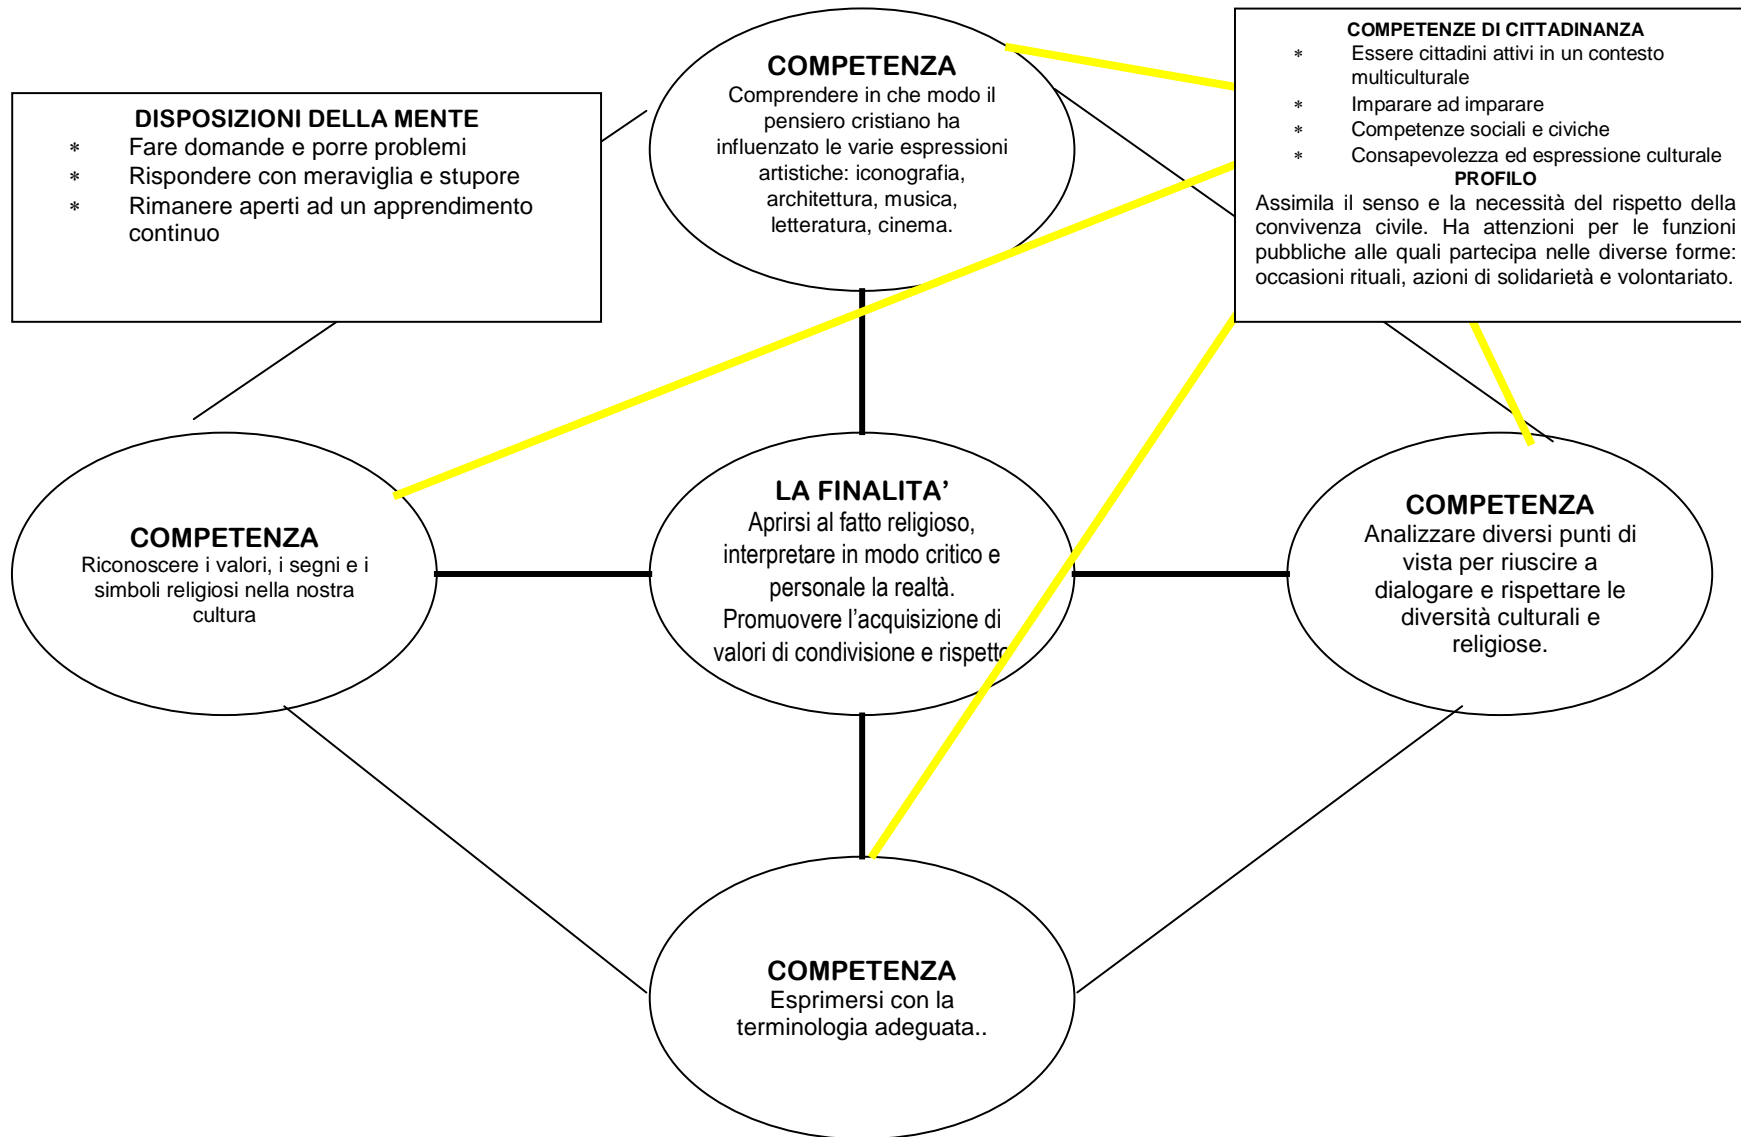 DISPOSIZIONI DELLA MENTE
* Fare domande e porre problemi
* Rispondere con meraviglia e stupore
* Rimanere aperti ad un apprendimento
continuo
COMPETENZA
Comprendere in che modo il
pensiero cristiano ha
influenzato le varie espressioni
artistiche: iconografia,
architettura, musica,
letteratura, cinema.
COMPETENZE DI CITTADINANZA
* Essere cittadini attivi in un contesto
multiculturale
* Imparare ad imparare
* Competenze sociali e civiche
* Consapevolezza ed espressione culturale
PROFILO
Assimila il senso e la necessità del rispetto della
convivenza civile. Ha attenzioni per le funzioni
pubbliche alle quali partecipa nelle diverse forme:
occasioni rituali, azioni di solidarietà e volontariato.
COMPETENZA
Riconoscere i valori, i segni e i
simboli religiosi nella nostra
cultura
LA FINALITA’
Aprirsi al fatto religioso,
interpretare in modo critico e
personale la realtà.
Promuovere l’acquisizione di
valori di condivisione e rispetto
COMPETENZA
Analizzare diversi punti di
vista per riuscire a
dialogare e rispettare le
diversità culturali e
religiose.
COMPETENZA
Esprimersi con la
terminologia adeguata..